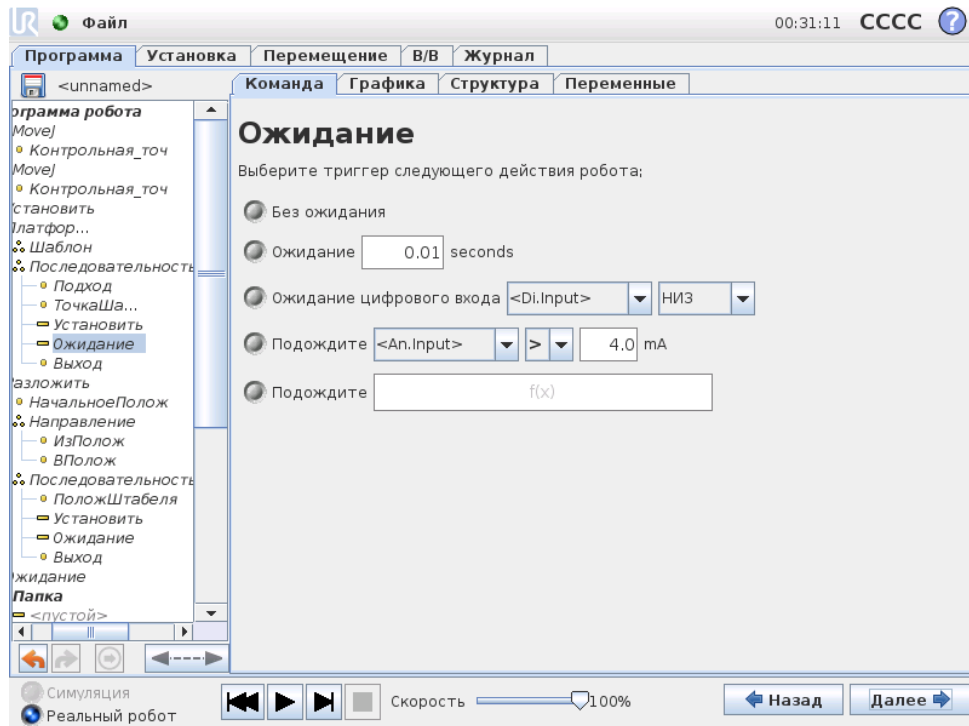 Файл 00:31:11 CCCC ?
Программа Установка Перемещение В/В Журнал
<unnamed>
Команда Графика Структура Переменные
ограмма робота
MoveJ
Контрольная_точ
MoveJ
Контрольная_точ
становить
Платфор...
Шаблон
Последовательность
Подход
ТочкаШа...
Установить
Ожидание
Выход
азложить
НачальноеПолож
Направление
ИзПолож
ВПолож
Последовательность
ПоложШтабеля
Установить
Ожидание
Выход
жидание
Папка
<пустой>
Ожидание
Выберите триггер следующего действия робота;
Без ожидания
Ожидание 0.01 seconds
Ожидание цифрового входа <Di.Input> НИЗ
Подождите <An.Input> > 4.0 mA
Подождите f(x)
Симуляция
Реальный робот
Скорость 100%
Назад Далее